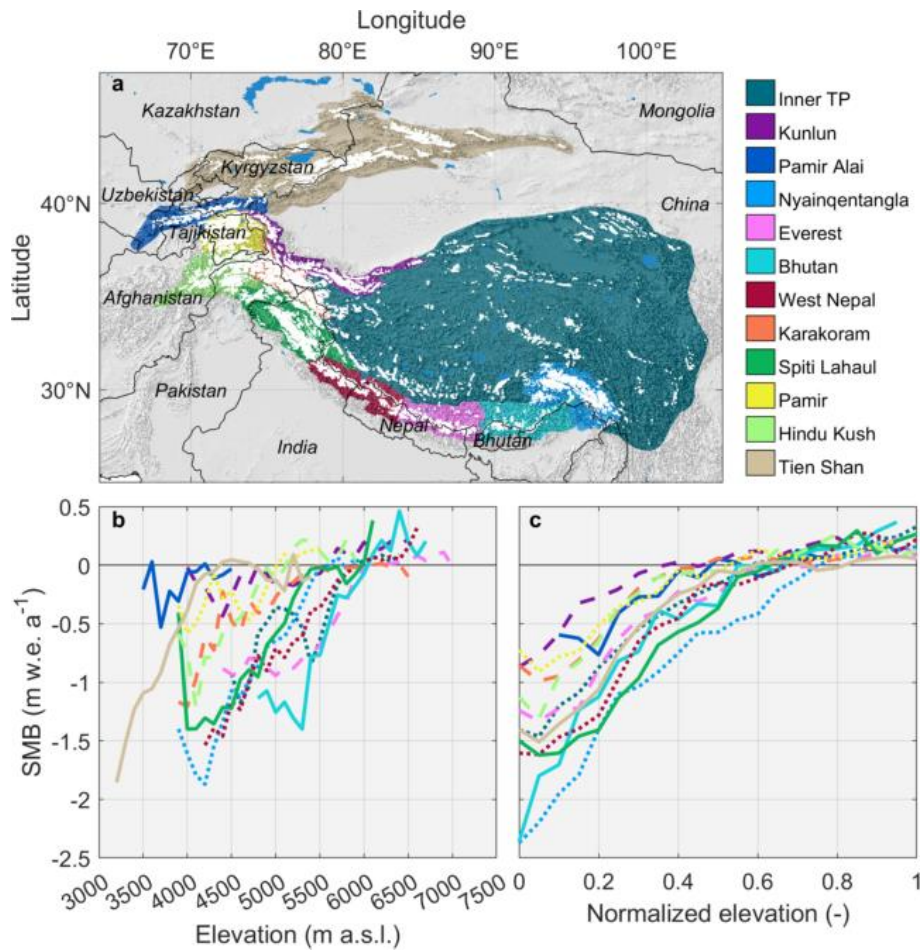 Longitude
70°E 80°E 90°E 100°E
a
Kazakhstan
Mongolia
Kyrgyzstan
Uzbekistan
40°N
China
Tajikistan
Latitude
Afghanistan
30°N
Pakistan
Nepal
Bhutan
India
Inner TP
Kunlun
Pamir Alai
Nyainqentangla
Everest
Bhutan
West Nepal
Karakoram
Spiti Lahaul
Pamir
Hindu Kush
Tien Shan
b
0.5
0
-0.5
-1
-1.5
-2
-2.5
SMB (m w.e. a-1)
3000 3500 4000 4500 5000 5500 6000 6500 7000 7500
Elevation (m a.s.l.)
c
0 0.2 0.4 0.6 0.8 1
Normalized elevation (-)